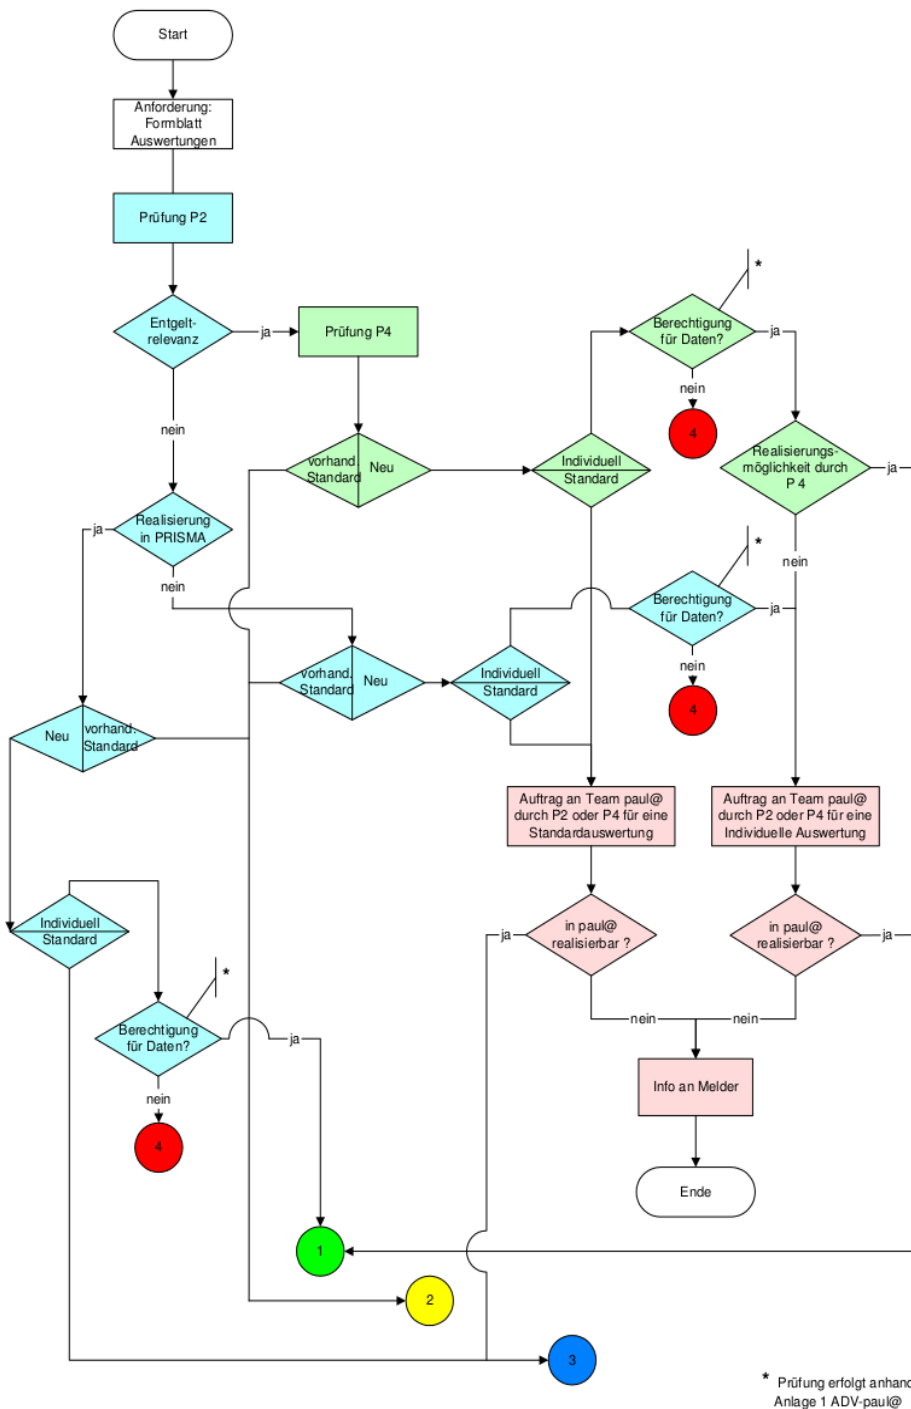 Start
Anforderung:
Formblatt
Auswertungen
Prüfung P2
Entgelt-
relevanz
ja
Prüfung P4
nein
Berechtigung
für Daten?
*
ja
nein
4
vorhand.
Standard
Neu
Individuell
Standard
Realisierungs-
möglichkeit durch
P 4
ja
nein
Realisierung
in PRISMA
ja
nein
Berechtigung
für Daten?
*
ja
nein
4
vorhand.
Standard
Neu
Individuell
Standard
Neu
vorhand.
Standard
Auftrag an Team paul@
durch P2 oder P4 für eine
Standardauswertung
Auftrag an Team paul@
durch P2 oder P4 für eine
Individuelle Auswertung
Individuell
Standard
in paul@
realisierbar ?
ja
nein
in paul@
realisierbar ?
ja
nein
Berechtigung
für Daten?
*
ja
nein
4
Info an Melder
Ende
1
2
3
* Prüfung erfolgt anhand
Anlage 1 ADV-paul@